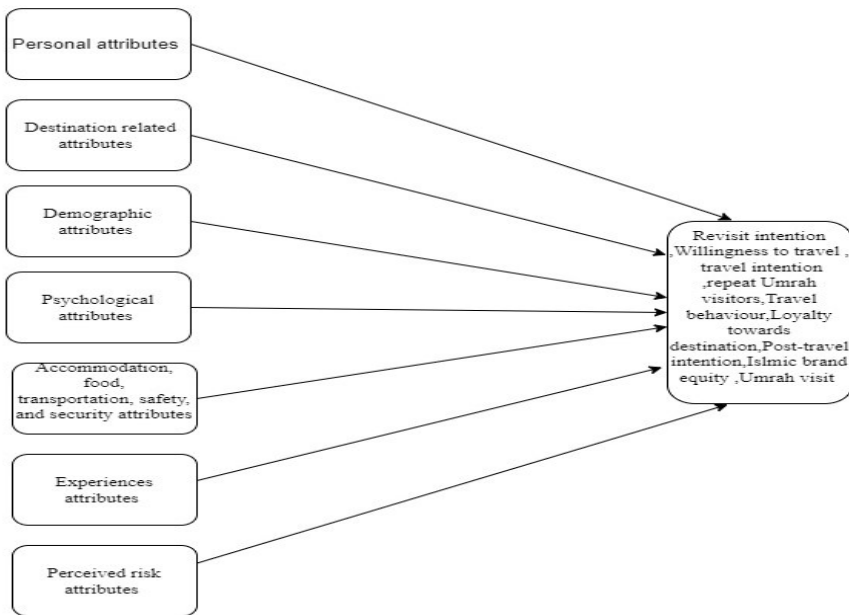 Personal attributes
Destination related
attributes
Demographic
attributes
Psychological
attributes
Accommodation,
food,
transportation, safety,
and security attributes
Experiences
attributes
Perceived risk
attributes
Revisit intention
,Willingness to travel ,
travel intention
,repeat Umrah
visitors,Travel
behaviour,Loyalty
towards
destination,Post-travel
intention,Islmic brand
equity ,Umrah visit